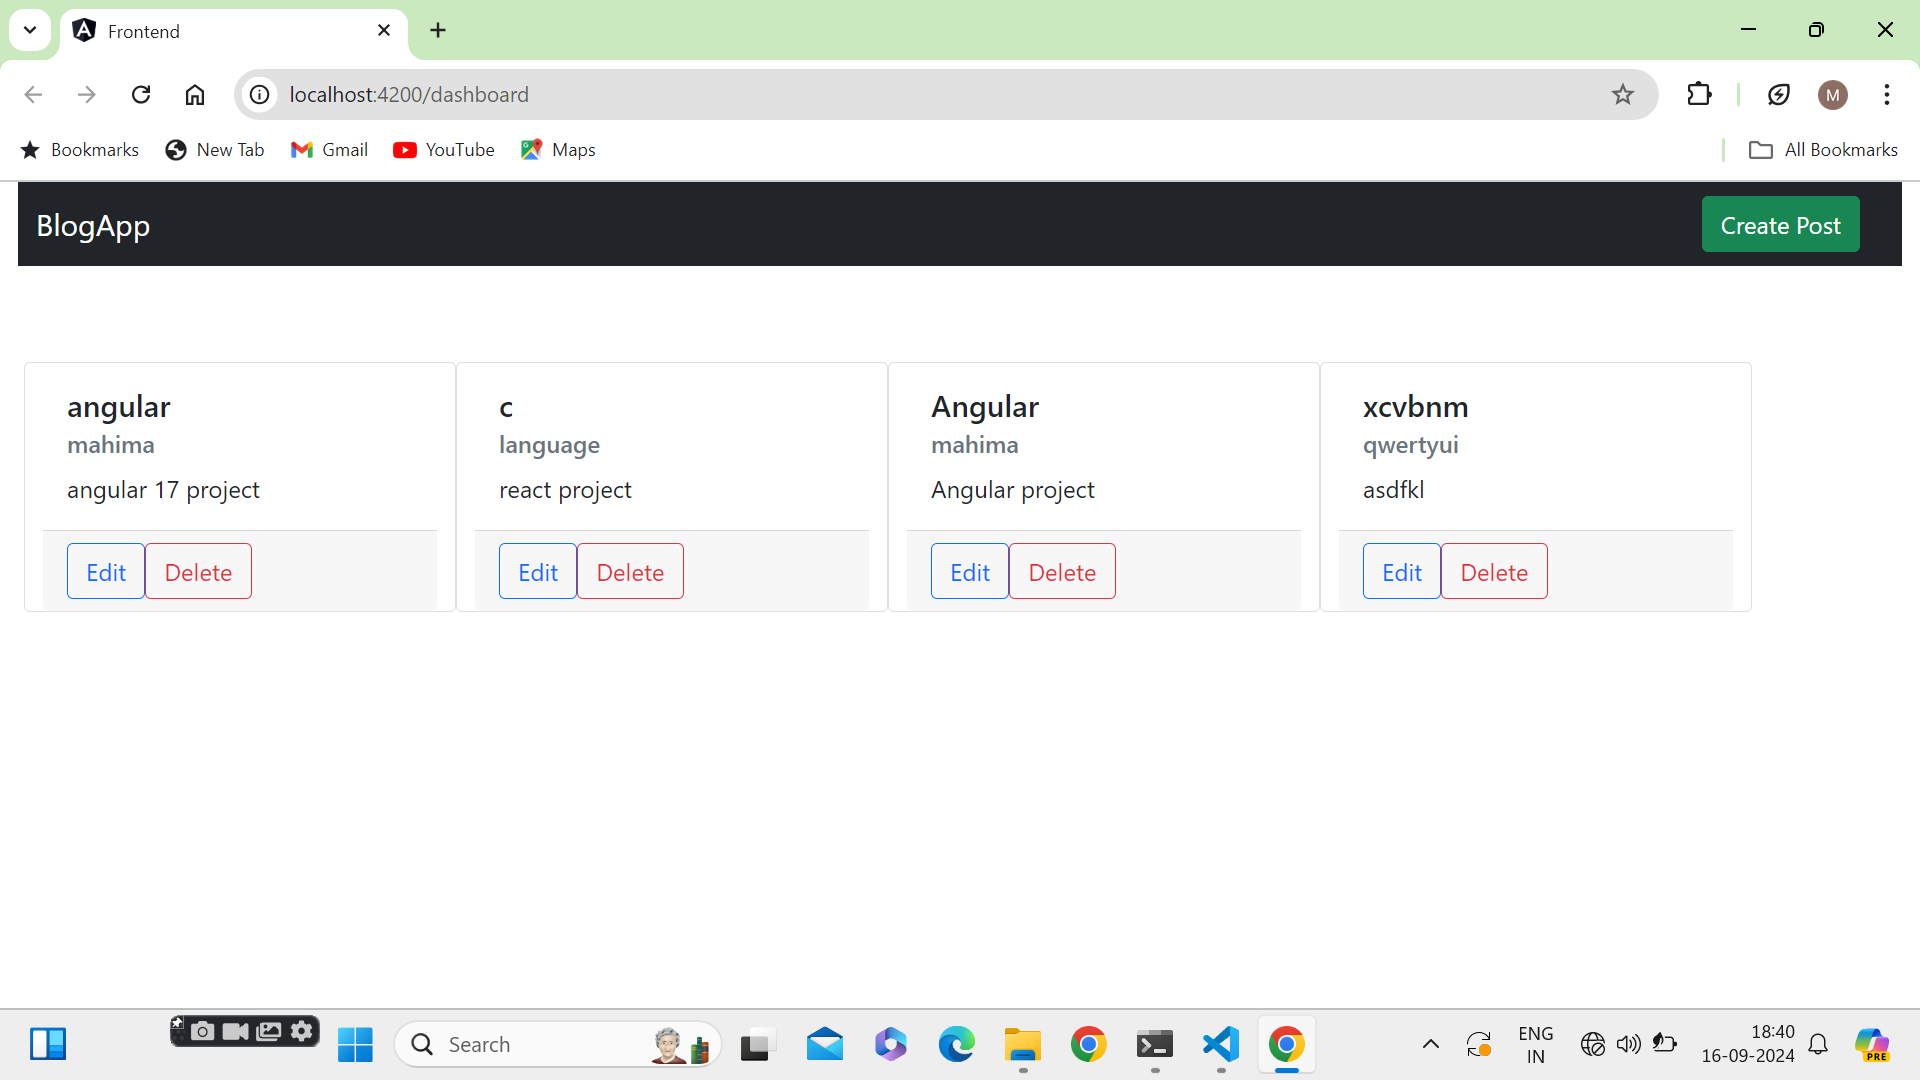 Frontend
localhost:4200/dashboard
M
Bookmarks New Tab Gmail YouTube Maps All Bookmarks
BlogApp Create Post
angular
mahima
angular 17 project
Edit Delete
c
language
react project
Edit Delete
Angular
mahima
Angular project
Edit Delete
xcvbnm
qwertyui
asdfkl
Edit Delete
Search
ENG
IN
18:40
16-09-2024
PRE